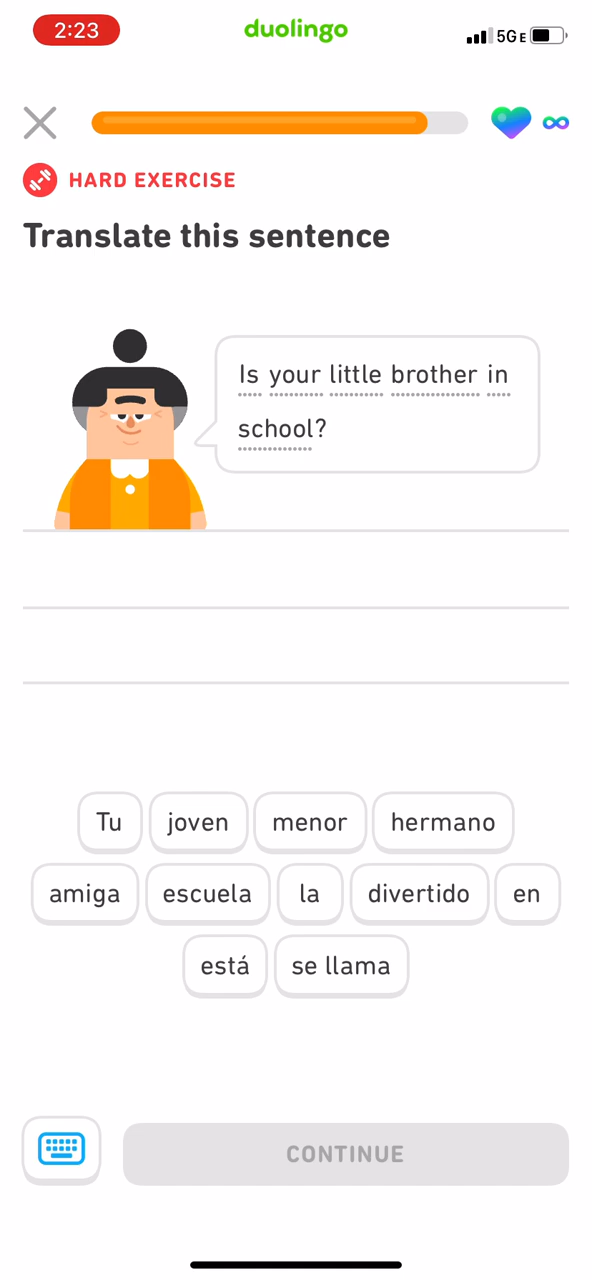 2:23
duolingo
5G E
HARD EXERCISE
Translate this sentence
Is your little brother in
school?
Tu joven menor hermano
amiga escuela la divertido en
está se llama
CONTINUE